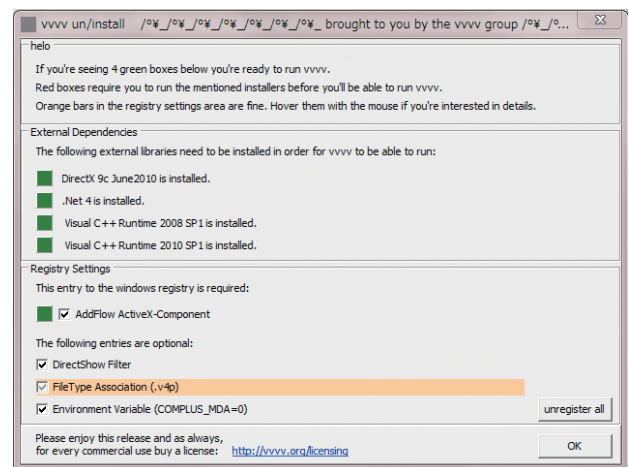 vvvv un/install /°¥_/°¥_/°¥_/°¥_/°¥_/°¥_/°¥_ brought to you by the vvvv group /°¥_/°...
helo
If you're seeing 4 green boxes below you're ready to run vvvv.
Red boxes require you to run the mentioned installers before you'll be able to run vvvv.
Orange bars in the registry settings area are fine. Hover them with the mouse if you're interested in details.
External Dependencies
The following external libraries need to be installed in order for vvvv to be able to run:
DirectX 9c June2010 is installed.
.Net 4 is installed.
Visual C++ Runtime 2008 SP1 is installed.
Visual C++ Runtime 2010 SP1 is installed.
Registry Settings
This entry to the windows registry is required:
AddFlow ActiveX-Component
The following entries are optional:
DirectShow Filter
FileType Association (.v4p)
Environment Variable (COMPLUS_MDA=0)
unregister all
Please enjoy this release and as always,
for every commercial use buy a license: http://vvvv.org/licensing
OK